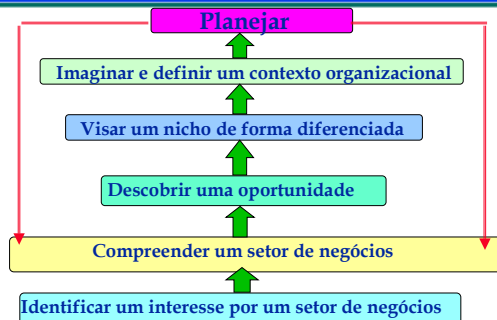 Planejar
Imaginar e definir um contexto organizacional
Visar um nicho de forma diferenciada
Descobrir uma oportunidade
Compreender um setor de negócios
Identificar um interesse por um setor de negócios